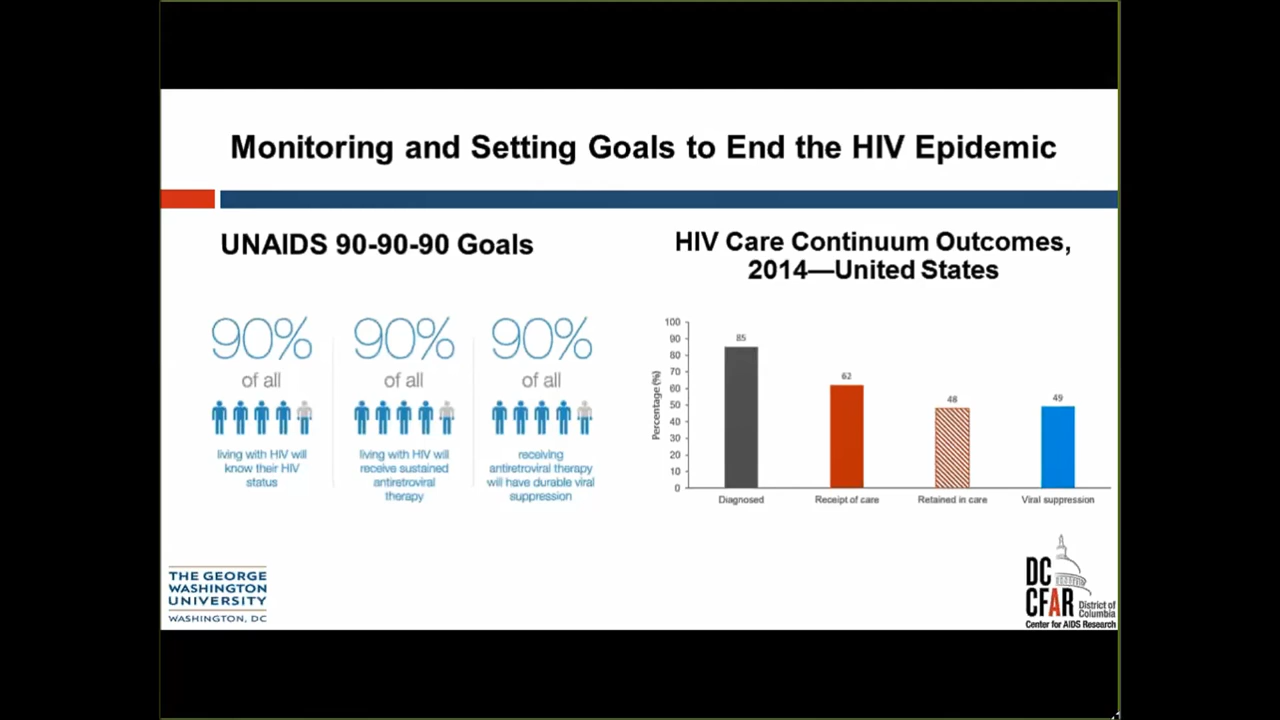 Monitoring and Setting Goals to End the HIV Epidemic
UNAIDS 90-90-90 Goals
90%
of all
living with HIV will
know their HIV
status
90%
of all
living with HIV will
receive sustained
antiretroviral
therapy
90%
of all
receiving
antiretroviral therapy
will have durable viral
suppression
HIV Care Continuum Outcomes,
2014—United States
Percentage (%)
100
90
80
70
60
50
40
30
20
10
0
85
62
48
49
Diagnosed
Receipt of care
Retained in care
Viral suppression
THE GEORGE
WASHINGTON
UNIVERSITY
WASHINGTON, DC
DC
CFAR
District of
Columbia
Center for AIDS Research